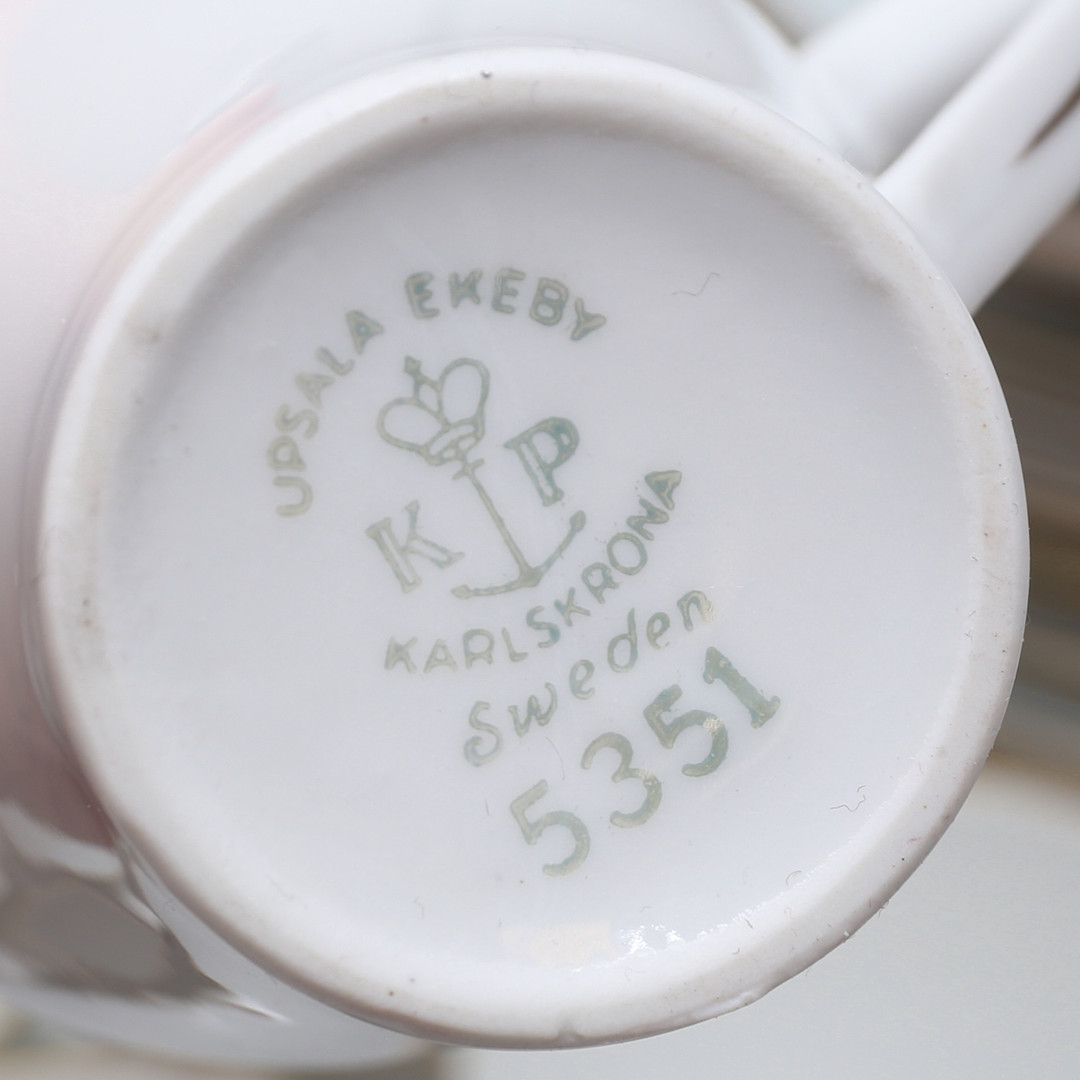 UPSALA EKEBY
K P
KARLSKRONA
Sweden
5351